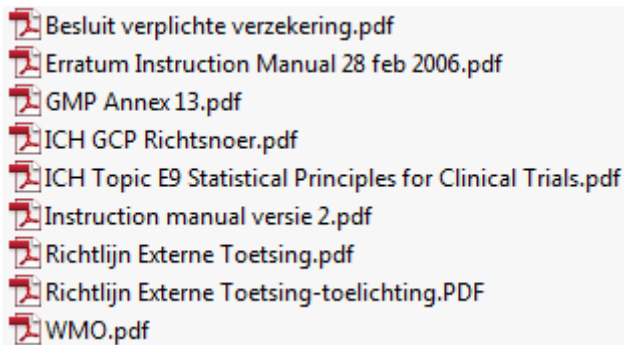 Besluit verplichte verzekering.pdf
Erratum Instruction Manual 28 feb 2006.pdf
GMP Annex 13.pdf
ICH GCP Richtsnoer.pdf
ICH Topic E9 Statistical Principles for Clinical Trials.pdf
Instruction manual versie 2.pdf
Richtlijn Externe Toetsing.pdf
Richtlijn Externe Toetsing-toelichting.PDF
WMO.pdf